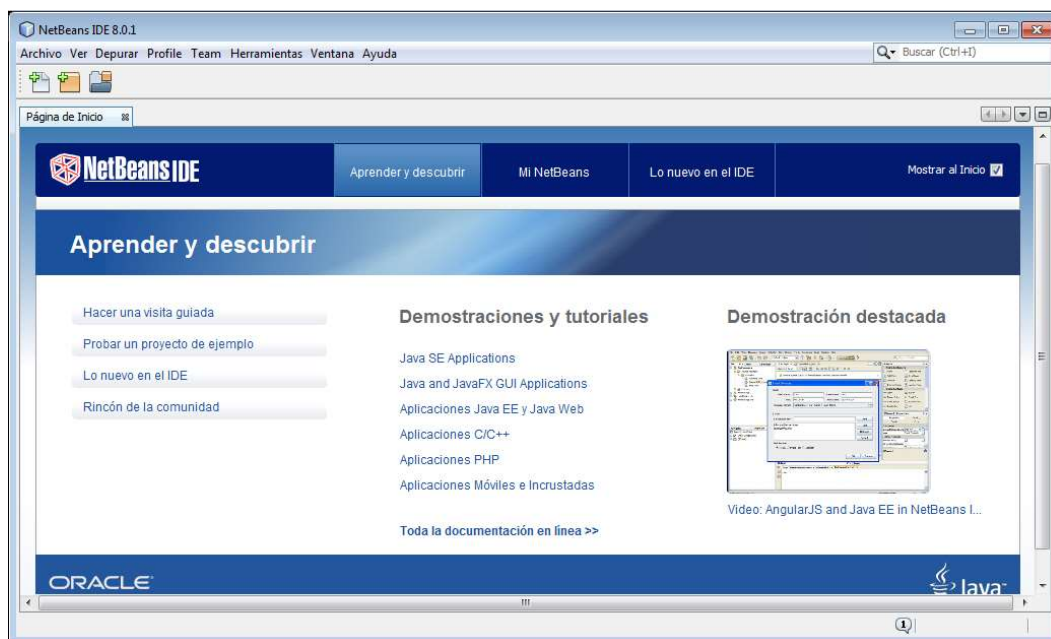 NetBeans IDE 8.0.1
Archivo Ver Depurar Profile Team Herramientas Ventana Ayuda
Buscar (Ctrl+I)
Página de Inicio
NetBeans IDE
Aprender y descubrir
Mi NetBeans
Lo nuevo en el IDE
Mostrar al Inicio
Aprender y descubrir
Hacer una visita guiada
Probar un proyecto de ejemplo
Lo nuevo en el IDE
Rincón de la comunidad
Demostraciones y tutoriales
Java SE Applications
Java and JavaFX GUI Applications
Aplicaciones Java EE y Java Web
Aplicaciones C/C++
Aplicaciones PHP
Aplicaciones Móviles e Incrustadas
Toda la documentación en línea >>
Demostración destacada
Video: AngularJS and Java EE in NetBeans I...
ORACLE
Java
1